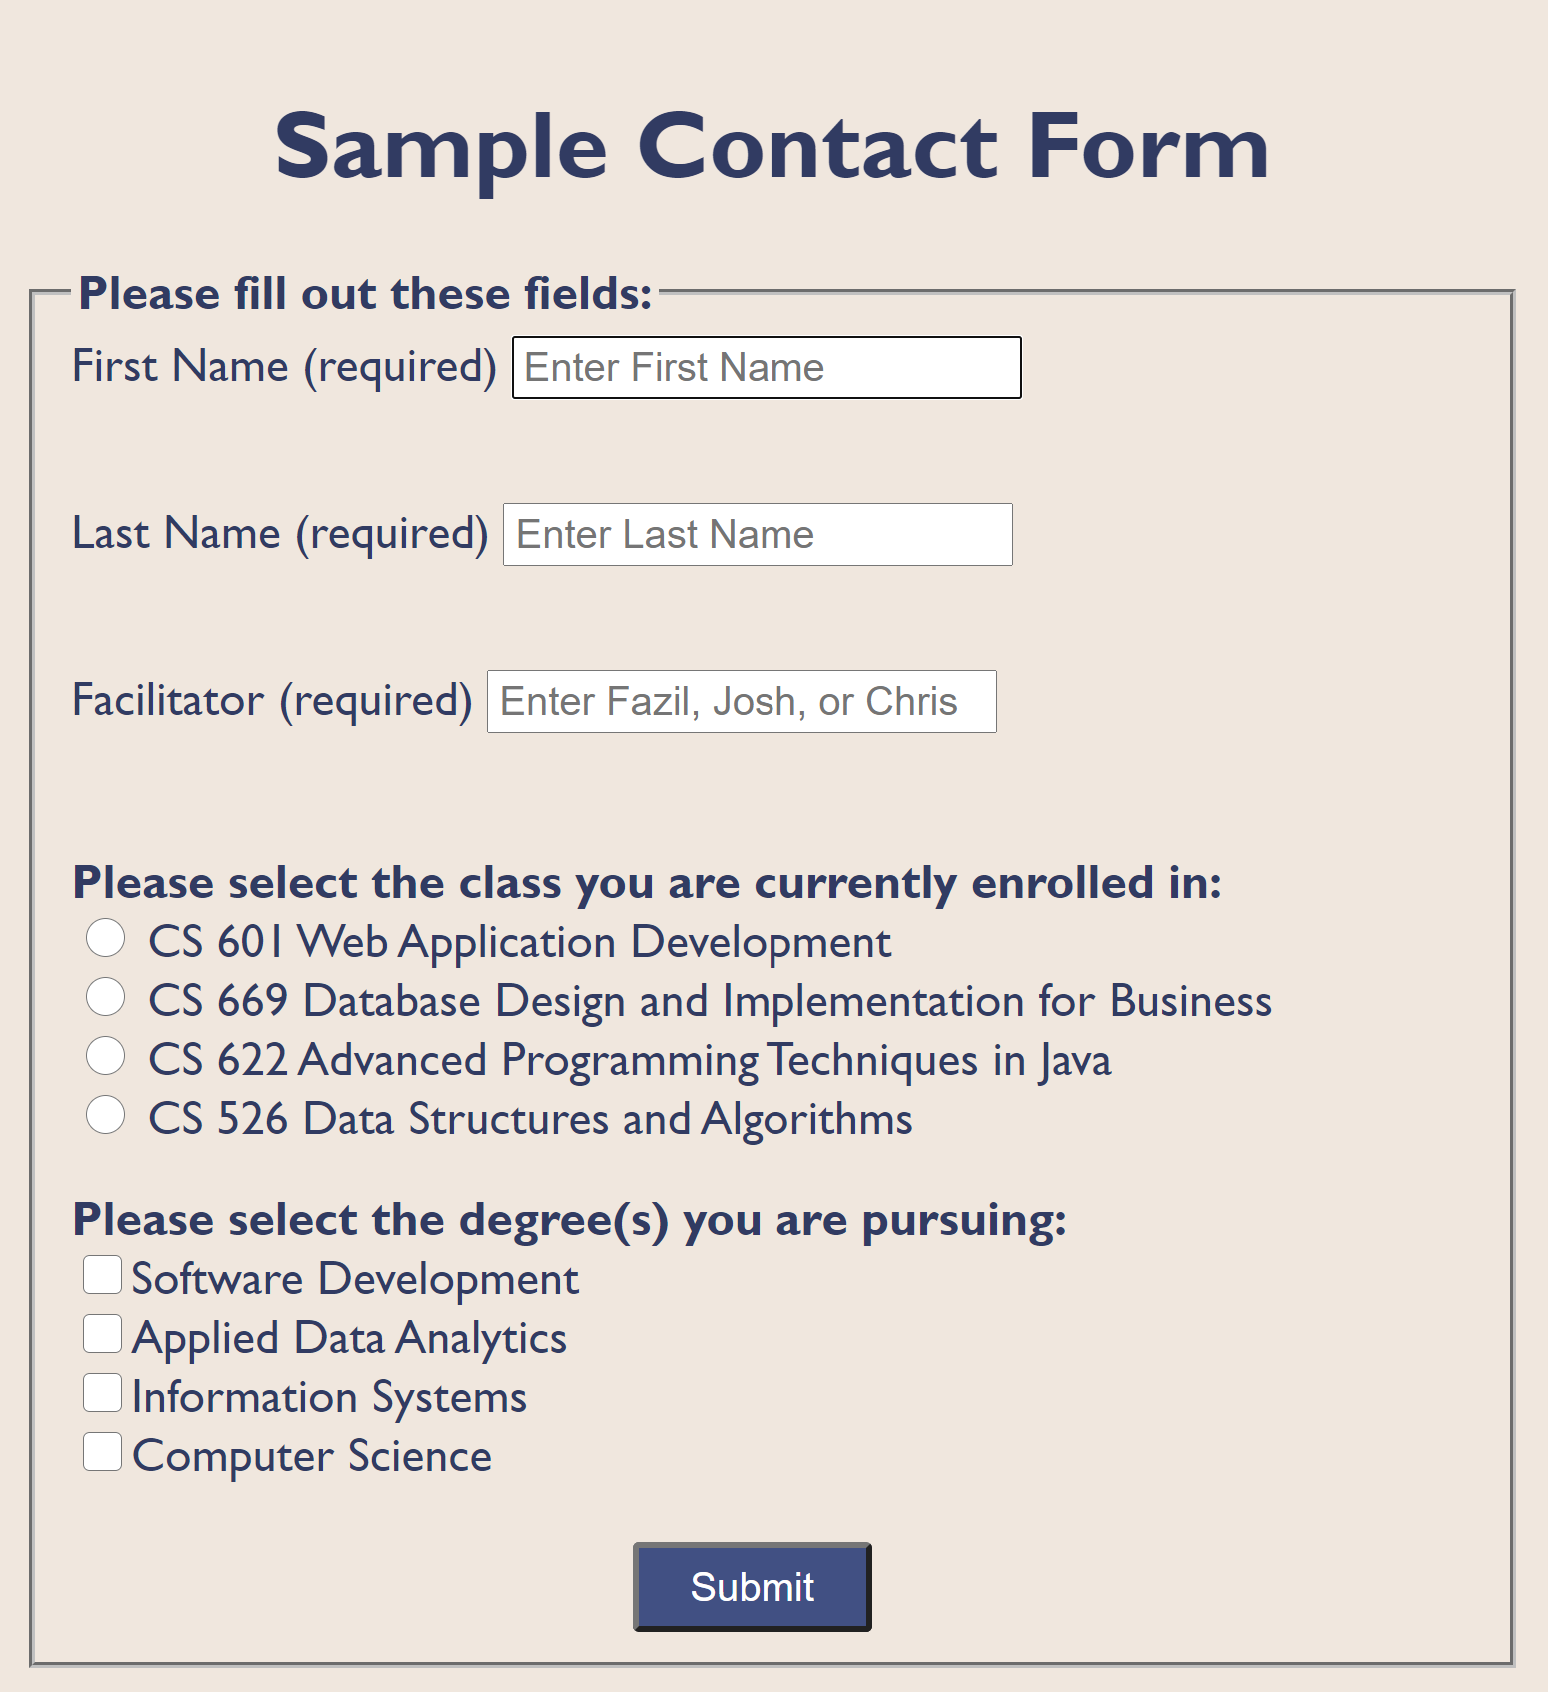 Sample Contact Form
Please fill out these fields:
First Name (required) Enter First Name
Last Name (required) Enter Last Name
Facilitator (required) Enter Fazil, Josh, or Chris
Please select the class you are currently enrolled in:
CS 601 Web Application Development
CS 669 Database Design and Implementation for Business
CS 622 Advanced Programming Techniques in Java
CS 526 Data Structures and Algorithms
Please select the degree(s) you are pursuing:
Software Development
Applied Data Analytics
Information Systems
Computer Science
Submit